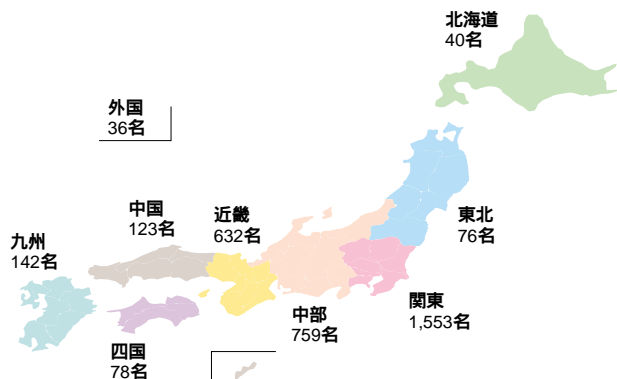 北海道
40名
外国
36名
中国
123名
近畿
632名
東北
76名
九州
142名
関東
1,553名
中部
759名
四国
78名